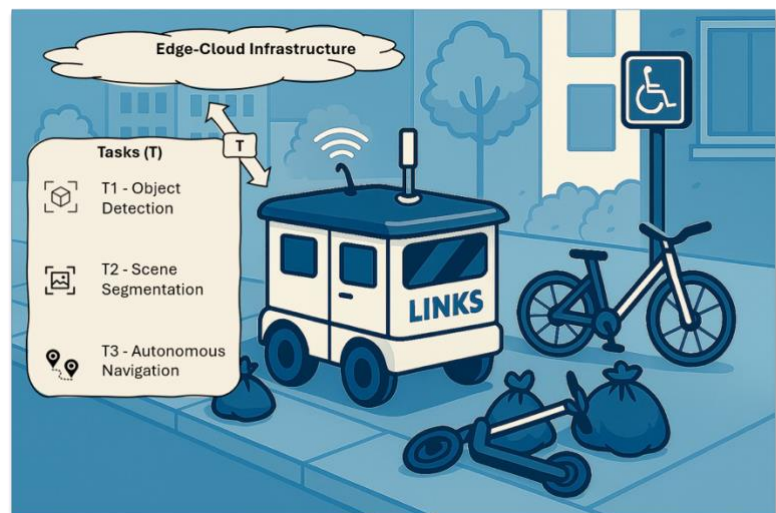 Edge-Cloud Infrastructure
T
Tasks (T)
T1 - Object
Detection
T2 - Scene
Segmentation
T3 - Autonomous
Navigation
LINKS